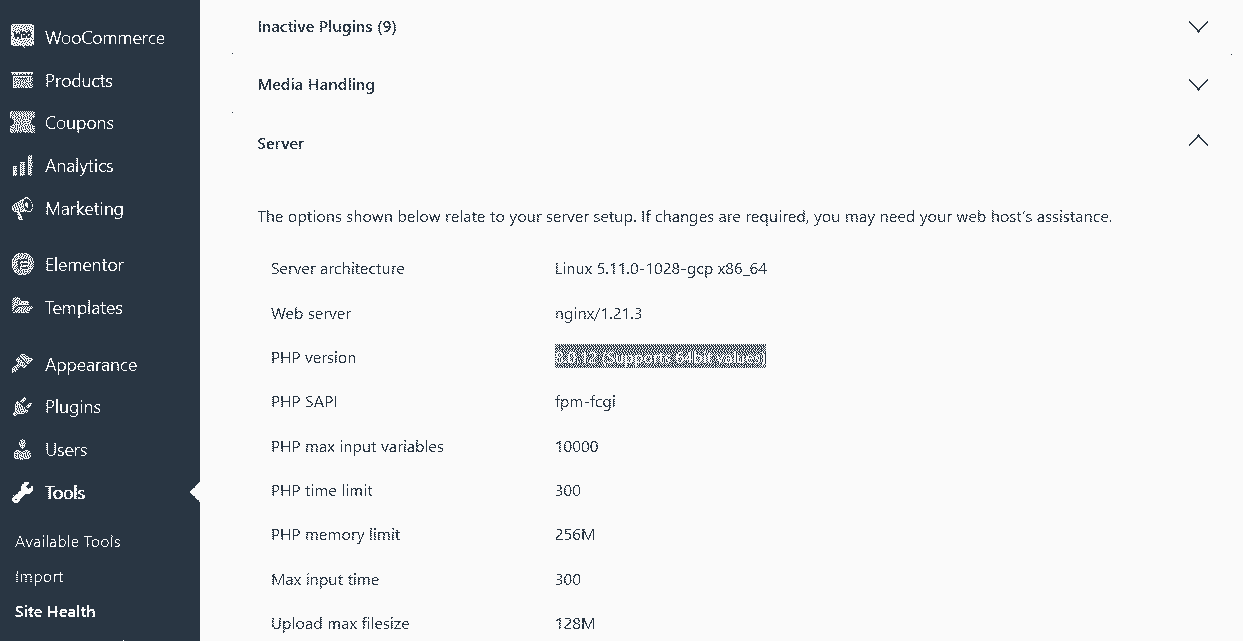 WooCommerce
Products
Coupons
Analytics
Marketing
Elementor
Templates
Appearance
Plugins
Users
Tools
Available Tools
Import
Site Health
Inactive Plugins (9)
Media Handling
Server
The options shown below relate to your server setup. If changes are required, you may need your web host's assistance.
Server architecture Linux 5.11.0-1028-gcp x86_64
Web server nginx/1.21.3
PHP version 8.0.12 (Supports 64bit values)
PHP SAPI fpm-fcgi
PHP max input variables 10000
PHP time limit 300
PHP memory limit 256M
Max input time 300
Upload max filesize 128M